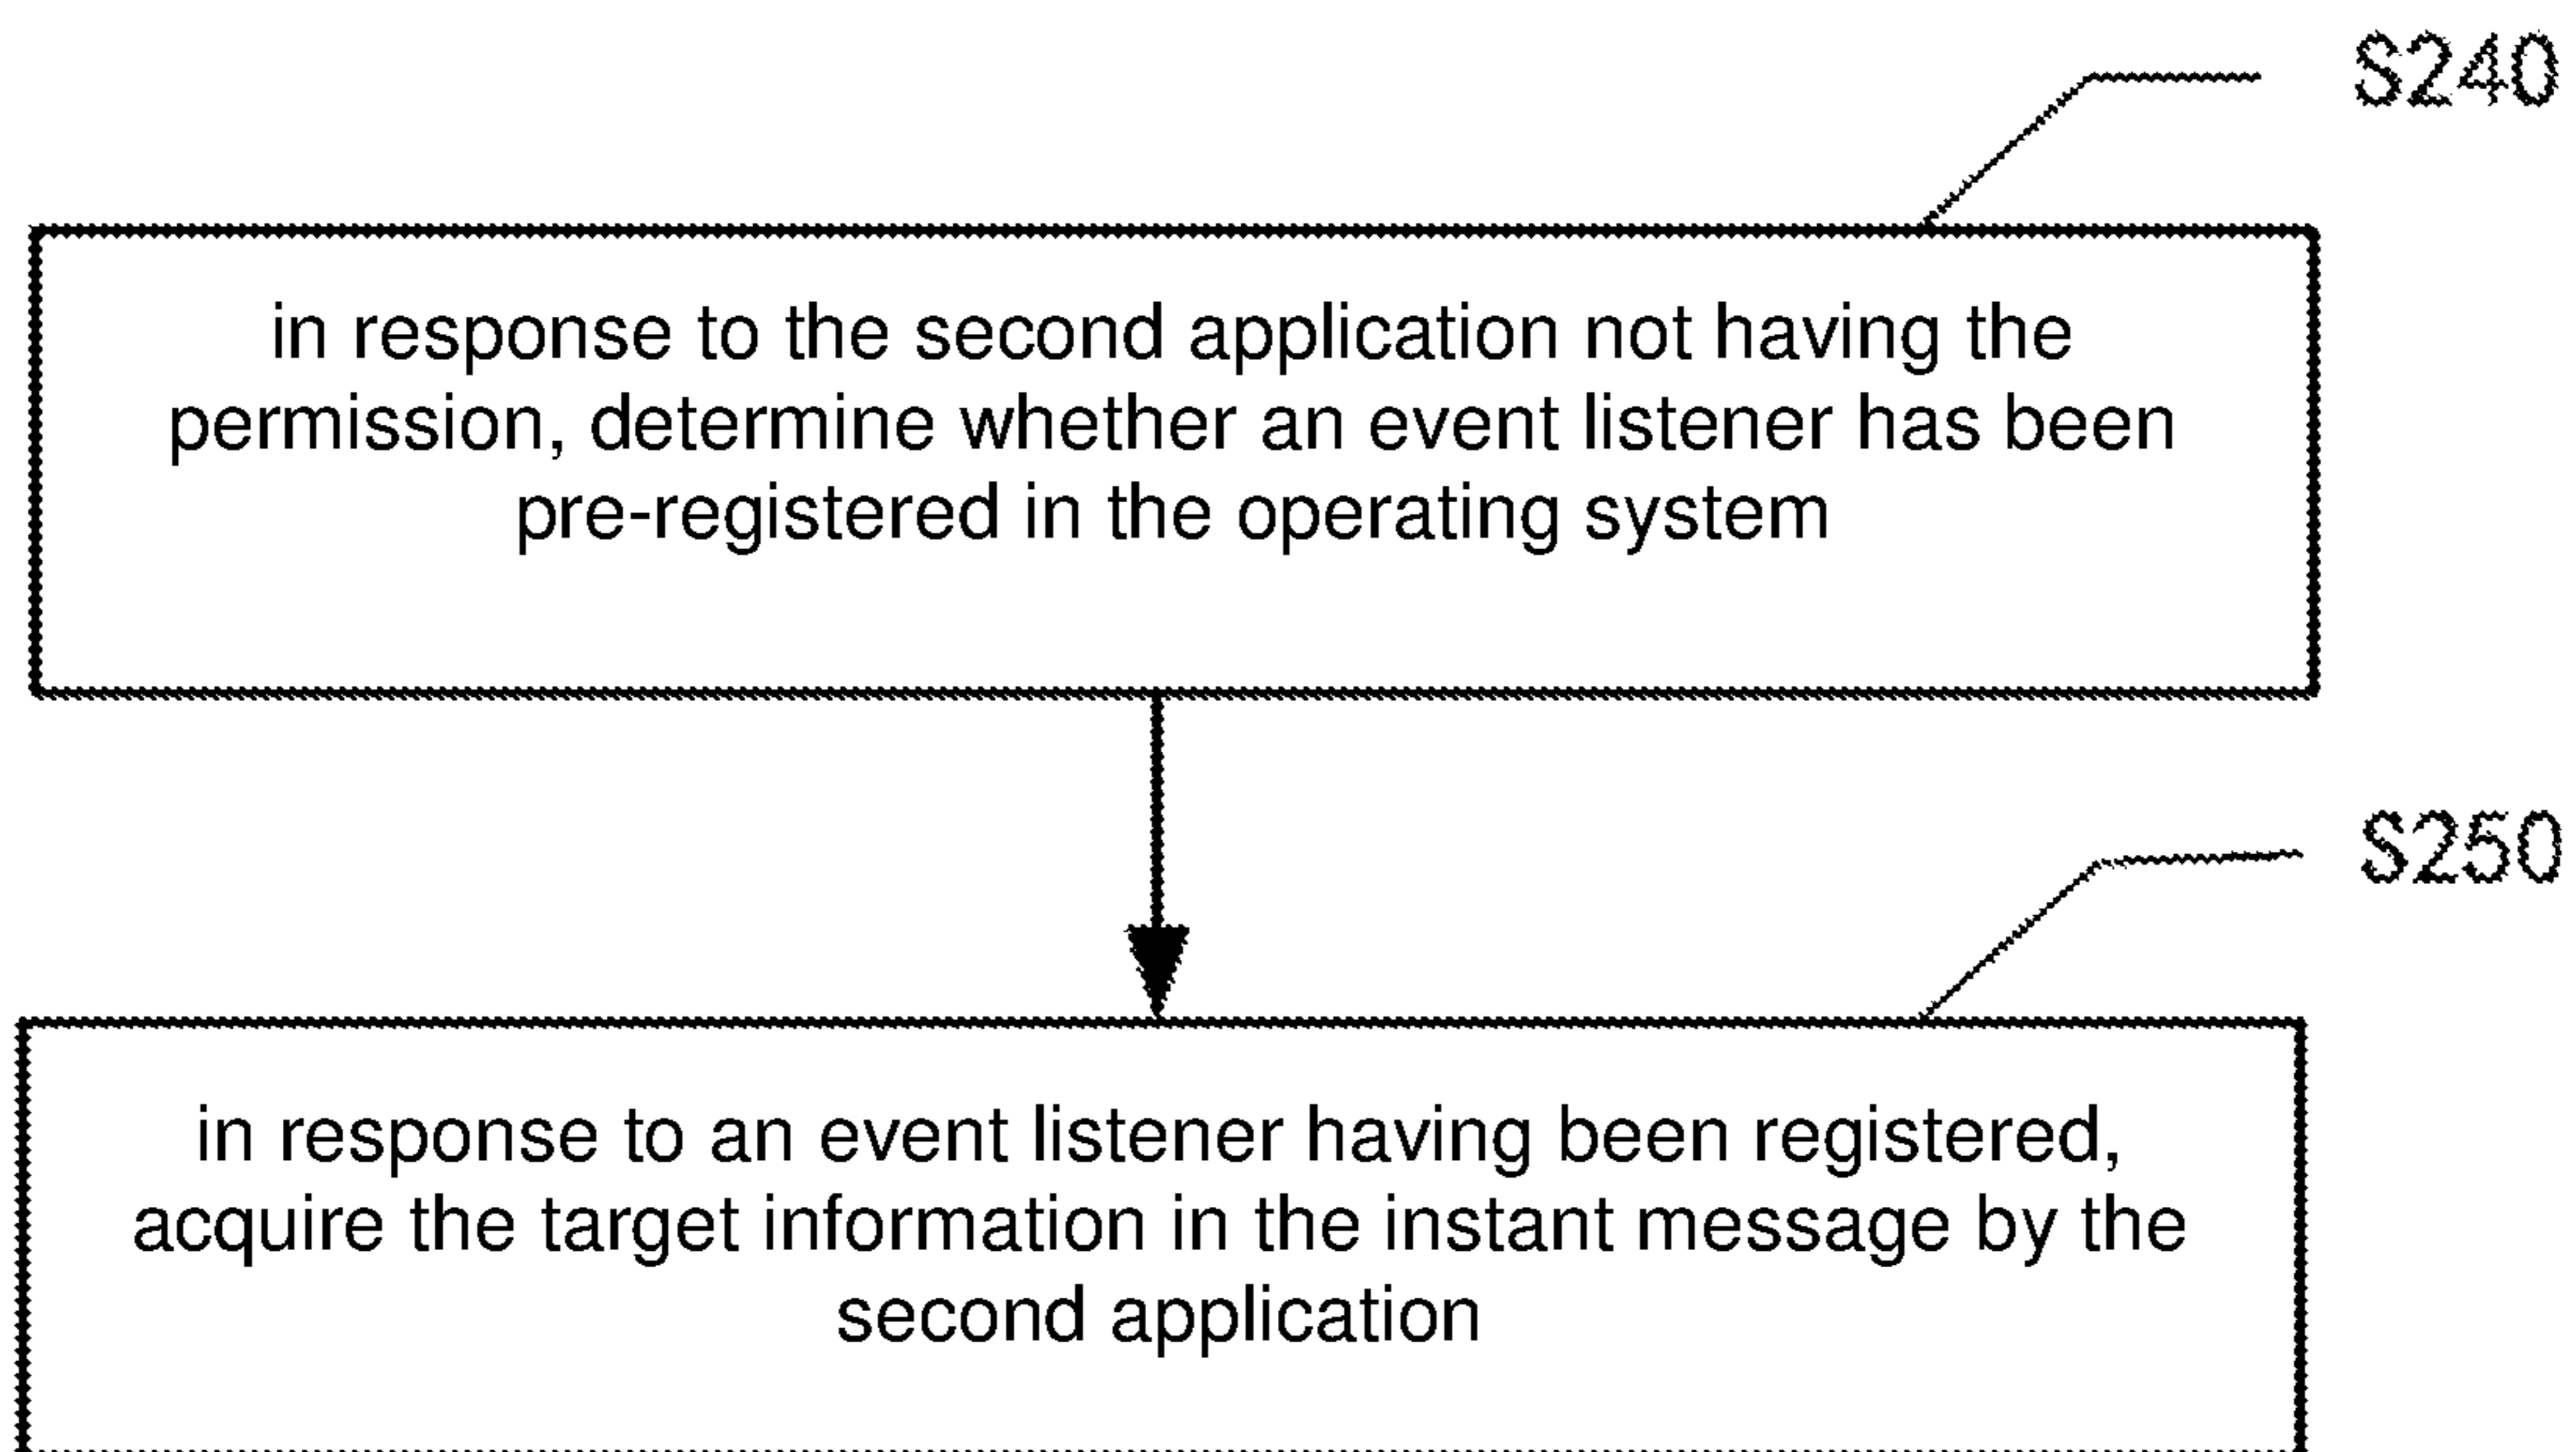 S240
in response to the second application not having the
permission, determine whether an event listener has been
pre-registered in the operating system
S250
in response to an event listener having been registered,
acquire the target information in the instant message by the
second application